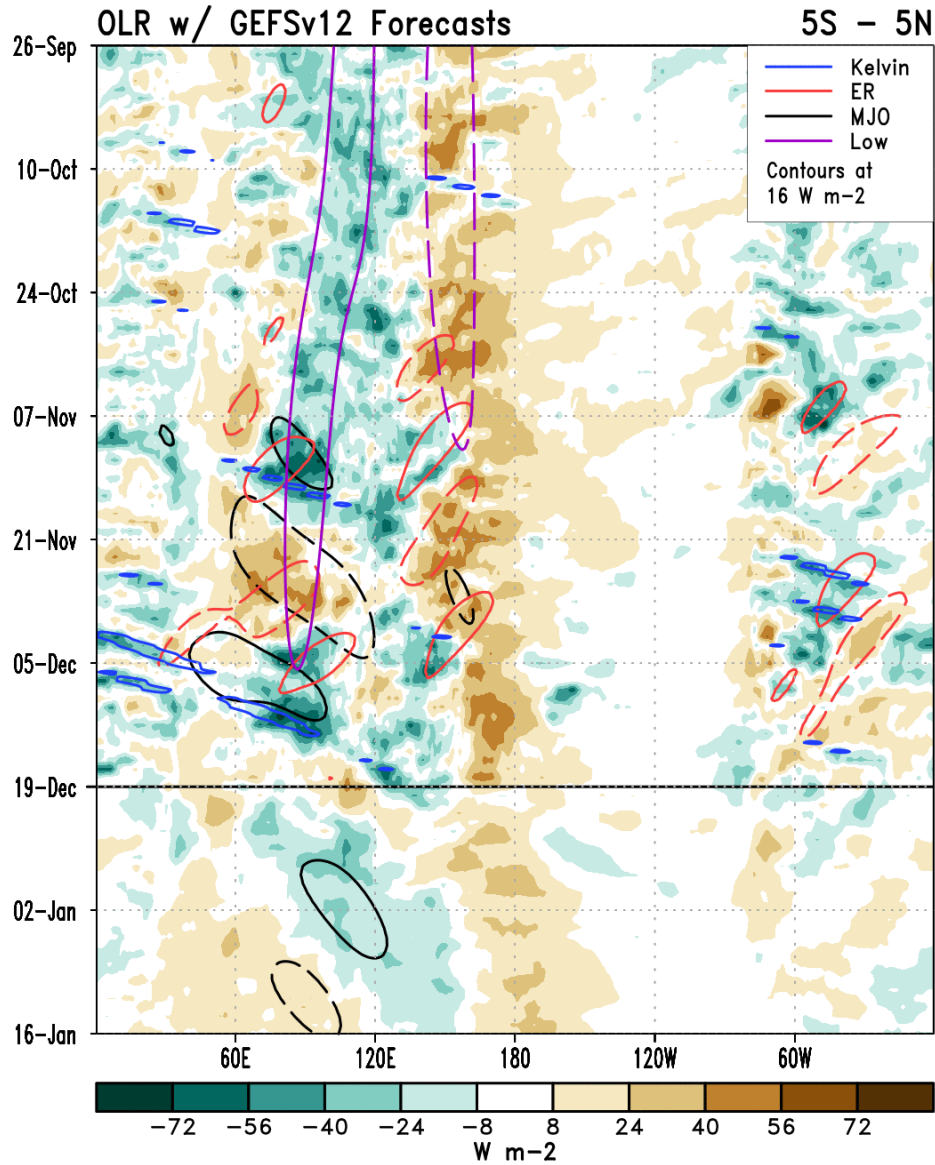 OLR w/ GEFSv12 Forecasts 5S - 5N
26-Sep
Kelvin
ER
MJO
Low
Contours at
16 W m-2
10-Oct
24-Oct
07-Nov
21-Nov
05-Dec
19-Dec
02-Jan
16-Jan
60E 120E 180 120W 60W
-72 -56 -40 -24 -8 8 24 40 56 72
W m-2